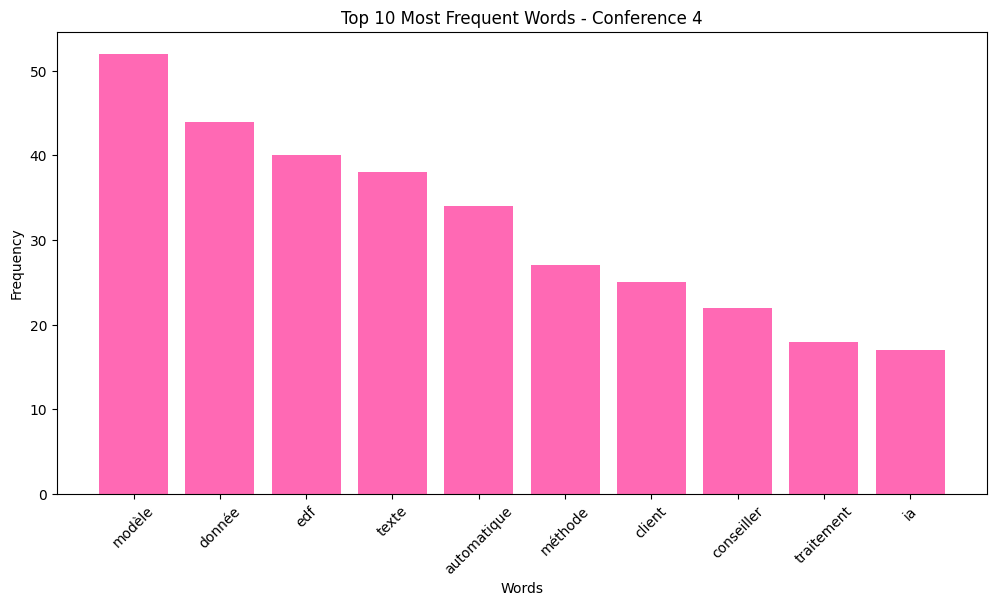 Top 10 Most Frequent Words - Conference 4
Frequency
50
40
30
20
10
0
modèle
donnée
edf
texte
automatique
méthode
client
conseiller
traitement
ia
Words